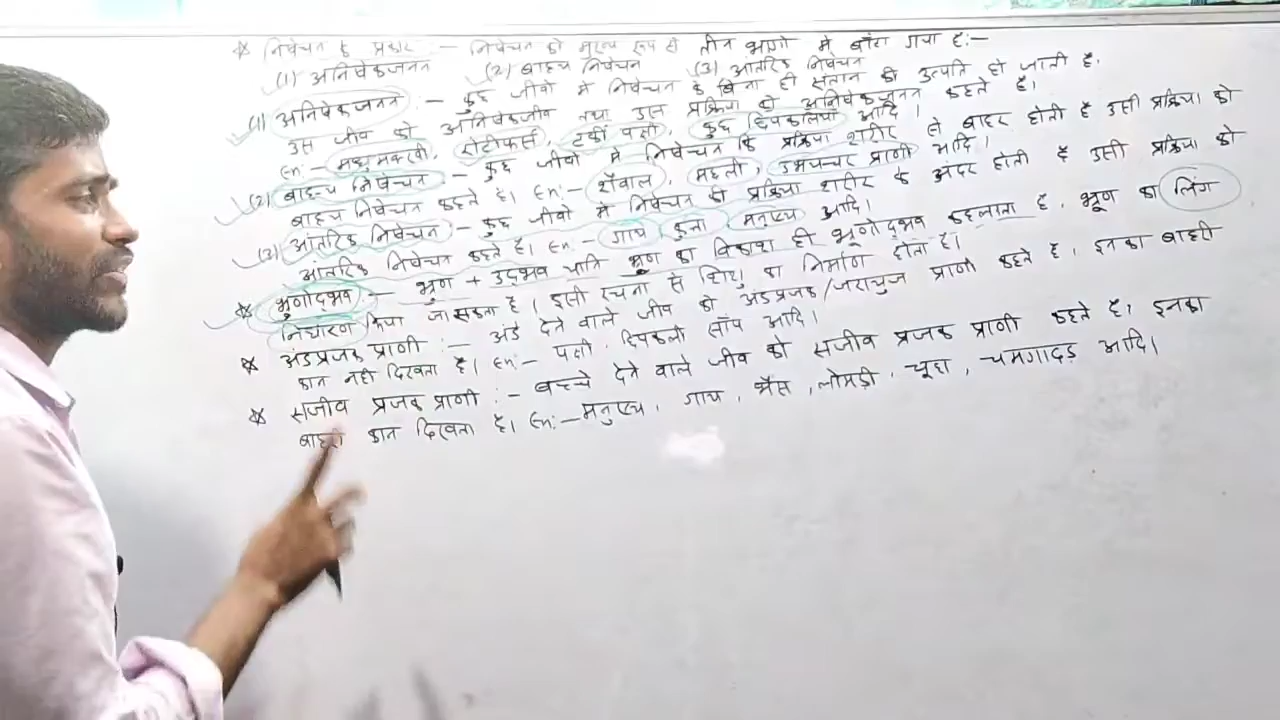 * निषेचन के प्रकार :- निषेचन को मुख्य रूप से तीन भागो में बाँटा गया है:-
(1) अनिषेकजनन (2) बाह्य निषेचन (3) आंतरिक निषेचन
(1) अनिषेकजनन :- कुछ जीवो में निषेचन के बिना ही संतान की उत्पति हो जाती है,
उस जीव को अनिषेकजीव तथा उस प्रक्रिया को अनिषेकजनन कहते है।
En:- मधुमक्खी, रोटीफर्स, टर्की पक्षी, कुछ छिपकलियाँ आदि।
(2) बाह्य निषेचन :- कुछ जीवो में निषेचन कि प्रक्रिया शरीर से बाहर होती है उसी प्रक्रिया को
बाह्य निषेचन कहते है। En:- शैवाल, मछली, उभयचर प्राणी आदि।
(3) आंतरिक निषेचन - कुछ जीवो में निषेचन की प्रक्रिया शरीर के अंदर होती है उसी प्रक्रिया को
आंतरिक निषेचन कहते है। En:- गाय कुत्ता मनुष्य आदि।
* भ्रूणोद्भव :- भ्रूण + उद्भव यानि भ्रूण का विकाश ही भ्रूणोद्भव कहलाता है, भ्रूण का लिंग
निर्धारण किया जा सकता है। इसी रचना से शिशु का निर्माण होता है।
* अंडप्रजक प्राणी :- अंडे देने वाले जीव को अंडप्रजक/जरायुज प्राणी कहते है, इनका बाहरी
कान नही दिखता है। En:- पक्षी, छिपकली साँप आदि।
* सजीव प्रजक प्राणी :- बच्चे देने वाले जीव को सजीव प्रजक प्राणी कहते है, इनका
बाहरी कान दिखता है। En:- मनुष्य, गाय, भैंस, लोमड़ी, चूहा, चमगादड़ आदि।